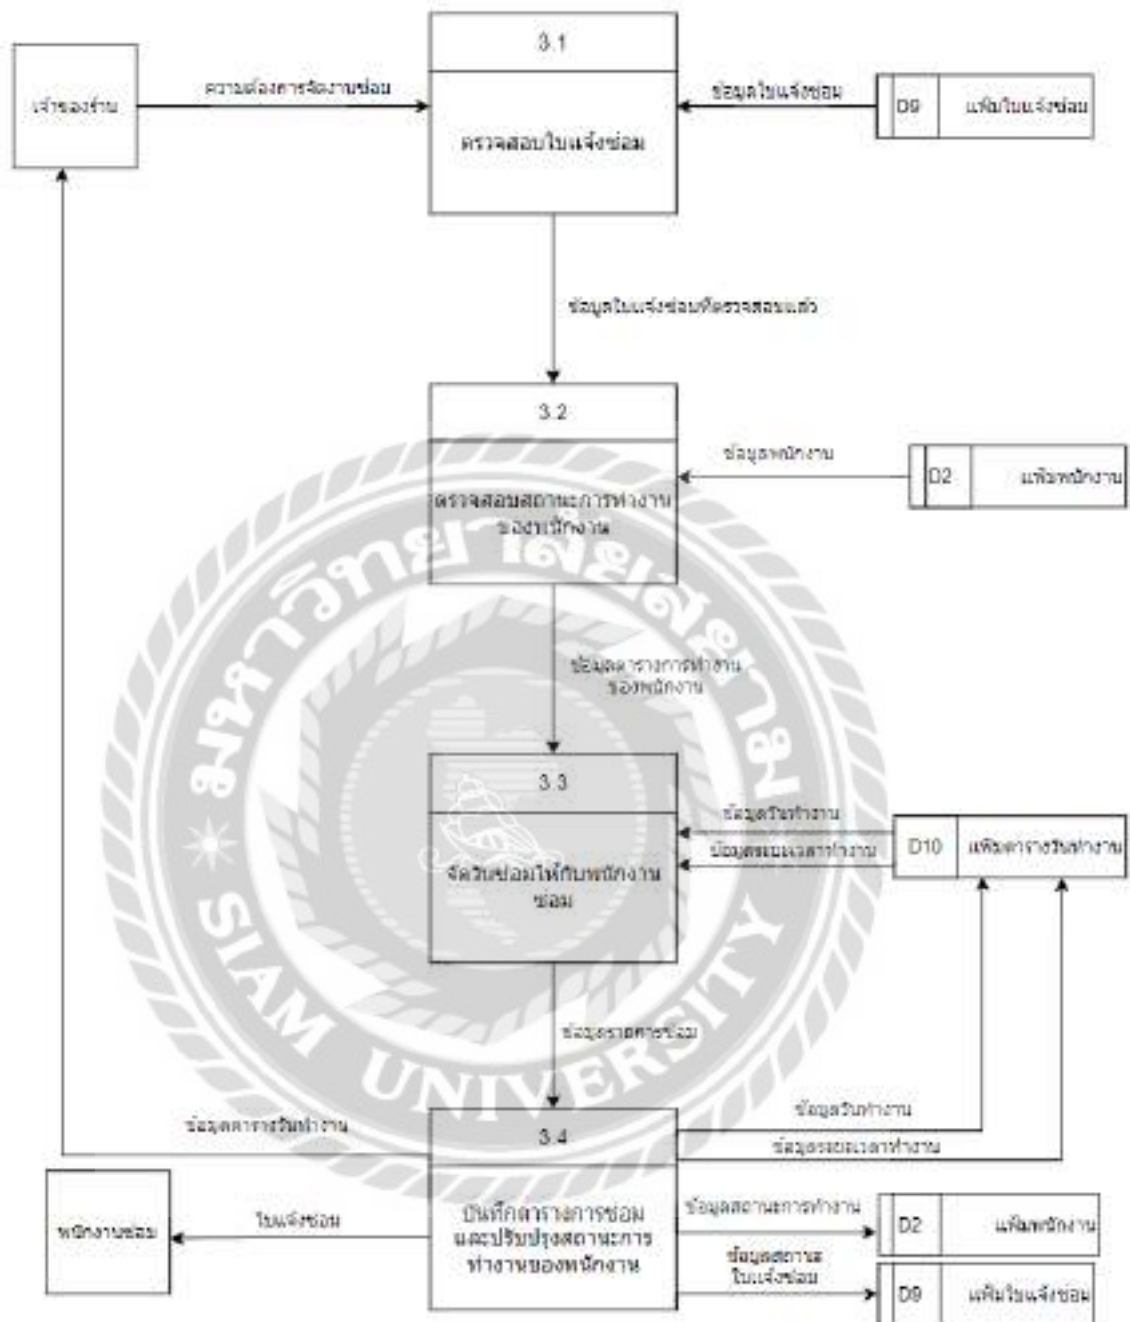 3.1
เจ้าของร้าน
ความต้องการจัดงานซ่อม
ข้อมูลใบแจ้งซ่อม
D9
แฟ้มใบแจ้งซ่อม
ตรวจสอบใบแจ้งซ่อม
ข้อมูลใบแจ้งซ่อมที่ตรวจสอบแล้ว
3.2
ข้อมูลพนักงาน
D2
แฟ้มพนักงาน
ตรวจสอบสถานะการทำงาน
ของพนักงาน
มหาวิทยาลัยสยาม
ข้อมูลตารางการทำงาน
ของพนักงาน
3.3
ข้อมูลวันทำงาน
ข้อมูลระยะเวลาทำงาน
D10
แฟ้มตารางวันทำงาน
จัดวันซ่อมให้กับพนักงาน
ซ่อม
SIAM UNIVERSITY
ข้อมูลรายการซ่อม
ข้อมูลตารางวันทำงาน
3.4
ข้อมูลวันทำงาน
ข้อมูลระยะเวลาทำงาน
พนักงานซ่อม
ใบแจ้งซ่อม
บันทึกตารางการซ่อม
และปรับปรุงสถานะการ
ทำงานของพนักงาน
ข้อมูลสถานะการทำงาน
D2
แฟ้มพนักงาน
ข้อมูลสถานะ
ใบแจ้งซ่อม
D9
แฟ้มใบแจ้งซ่อม